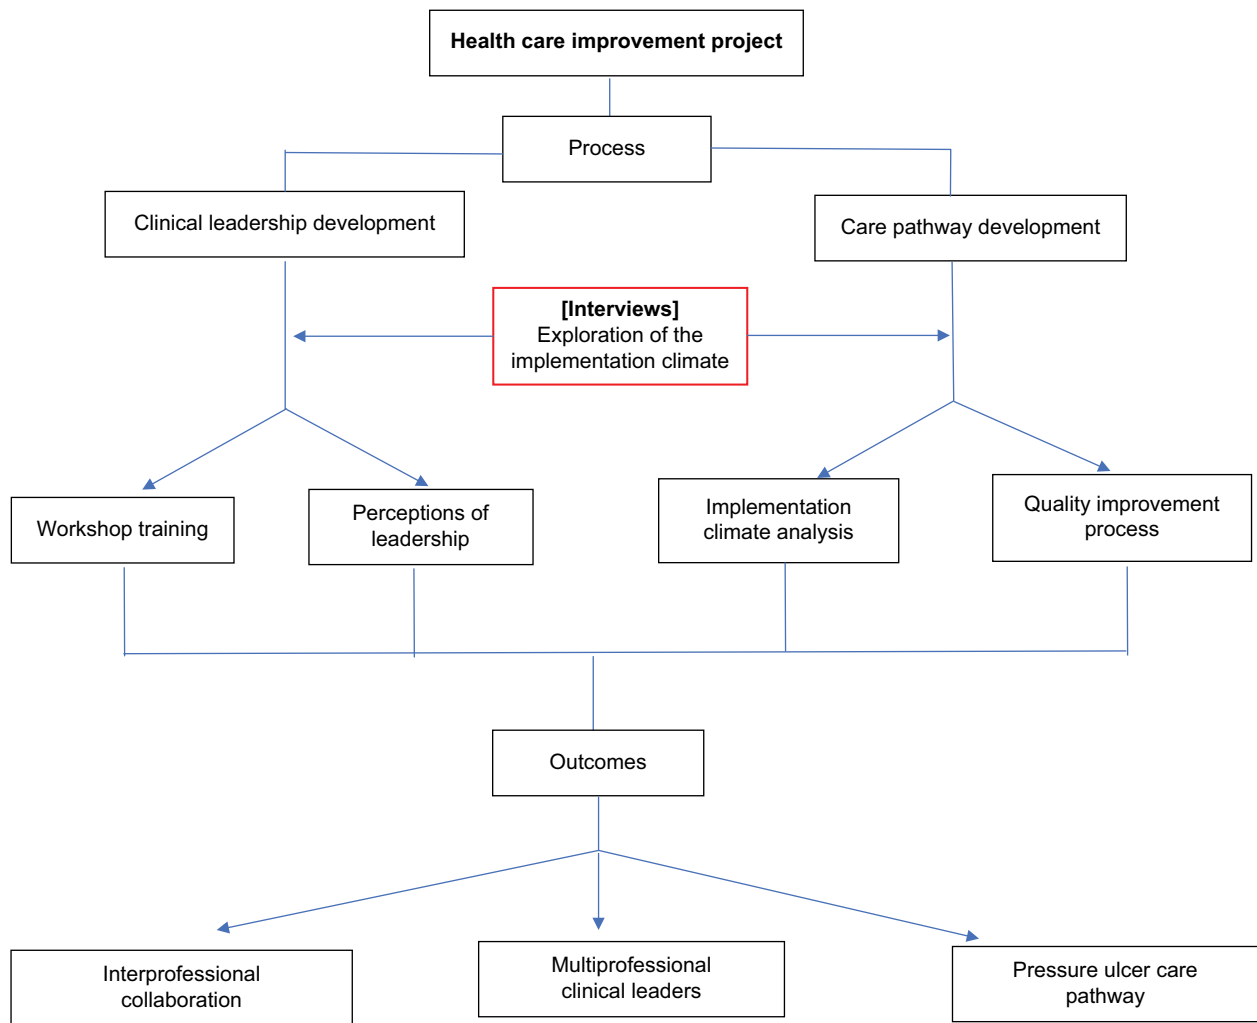 Health care improvement project
Process
Clinical leadership development
Care pathway development
[Interviews]
Exploration of the
implementation climate
Workshop training
Perceptions of
leadership
Implementation
climate analysis
Quality improvement
process
Outcomes
Interprofessional
collaboration
Multiprofessional
clinical leaders
Pressure ulcer care
pathway